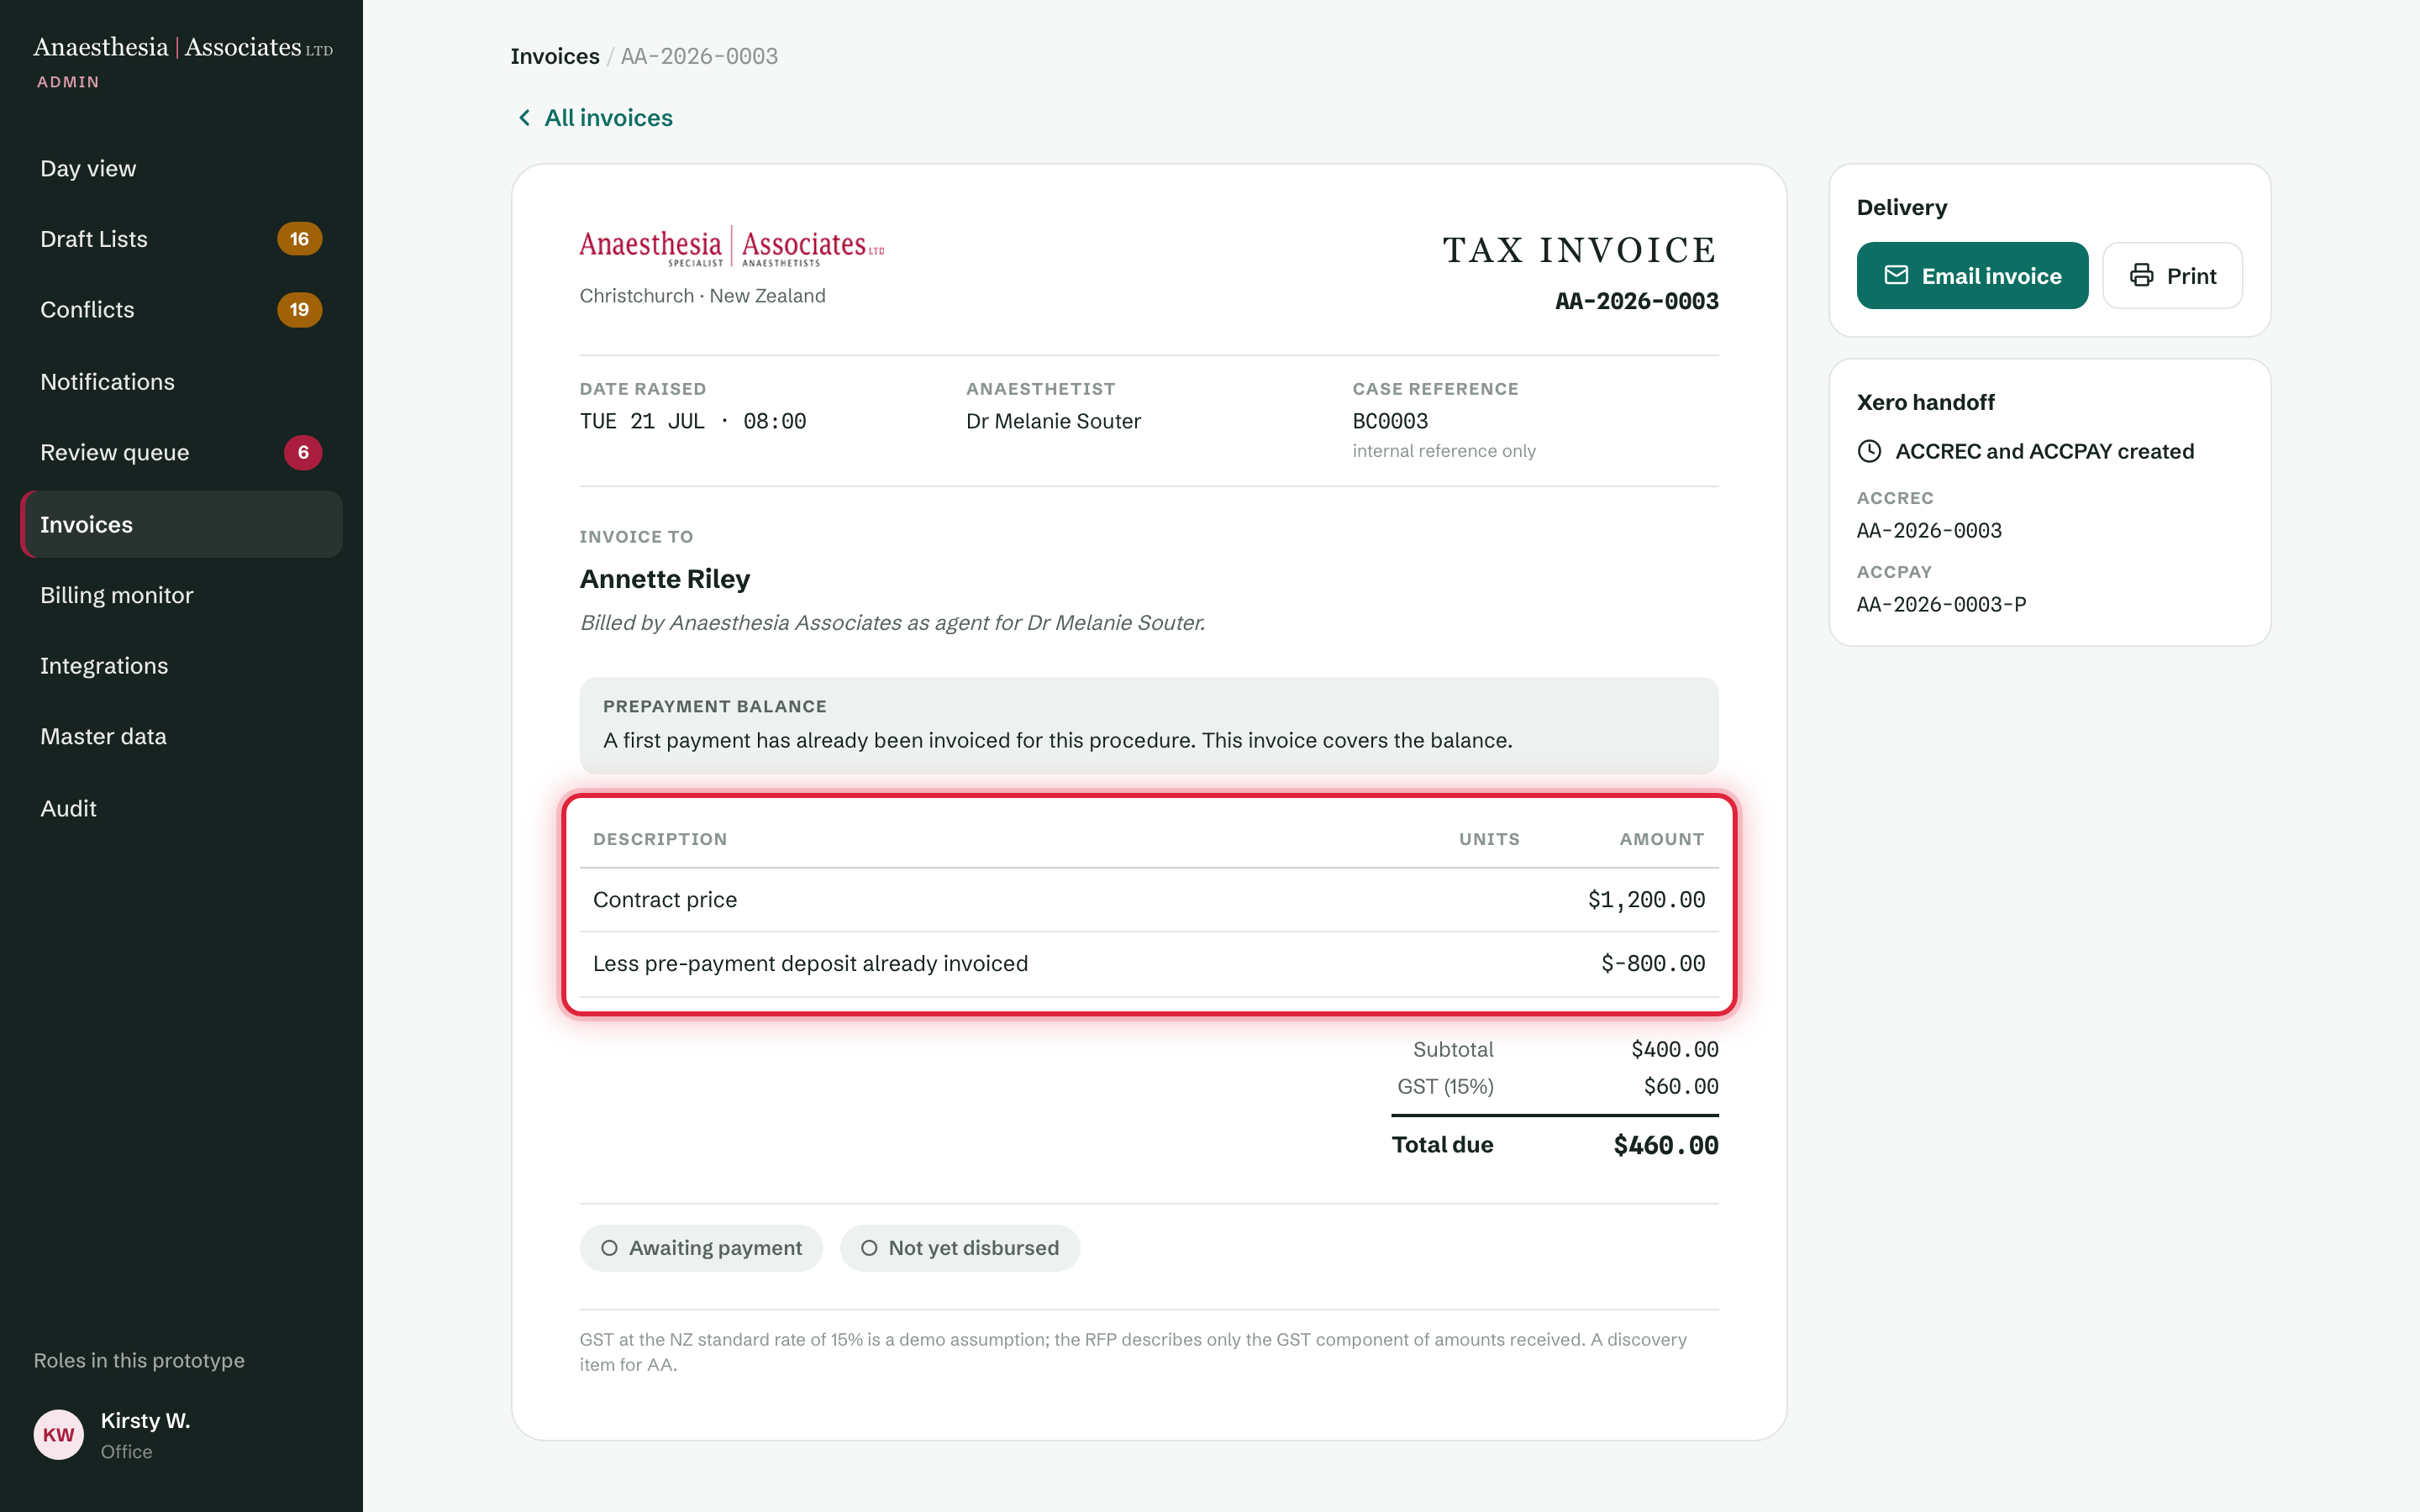 Anaesthesia | Associates LTD
ADMIN
Day view
Draft Lists 16
Conflicts 19
Notifications
Review queue 6
Invoices
Billing monitor
Integrations
Master data
Audit
Roles in this prototype
KW
Kirsty W.
Office
Invoices / AA-2026-0003
All invoices
Anaesthesia | Associates LTD
SPECIALIST ANAESTHETISTS
Christchurch · New Zealand
TAX INVOICE
AA-2026-0003
DATE RAISED
TUE 21 JUL · 08:00
ANAESTHETIST
Dr Melanie Souter
CASE REFERENCE
BC0003
internal reference only
INVOICE TO
Annette Riley
Billed by Anaesthesia Associates as agent for Dr Melanie Souter.
PREPAYMENT BALANCE
A first payment has already been invoiced for this procedure. This invoice covers the balance.
DESCRIPTION UNITS AMOUNT
Contract price $1,200.00
Less pre-payment deposit already invoiced $-800.00
Subtotal $400.00
GST (15%) $60.00
Total due $460.00
Awaiting payment
Not yet disbursed
GST at the NZ standard rate of 15% is a demo assumption; the RFP describes only the GST component of amounts received. A discovery
item for AA.
Delivery
Email invoice
Print
Xero handoff
ACCREC and ACCPAY created
ACCREC
AA-2026-0003
ACCPAY
AA-2026-0003-P